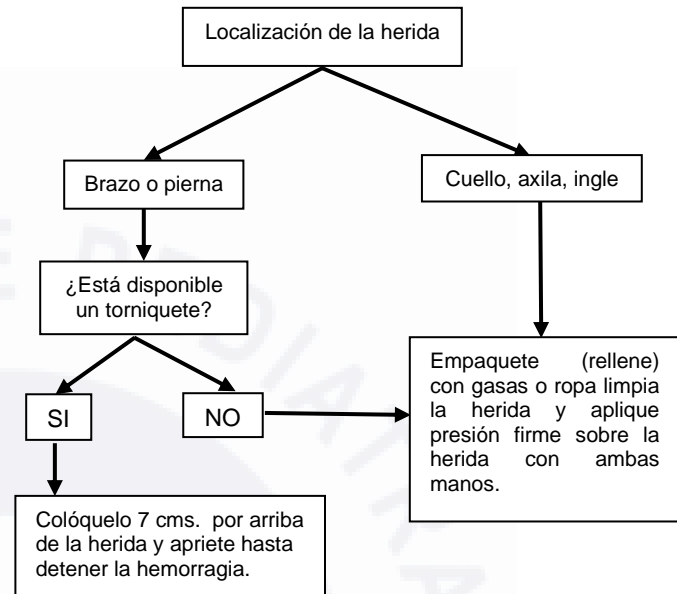 Localización de la herida
Brazo o pierna
Cuello, axila, ingle
¿Está disponible
un torniquete?
SI
NO
Empaquete (rellene)
con gasas o ropa limpia
la herida y aplique
presión firme sobre la
herida con ambas
manos.
Colóquelo 7 cms. por arriba
de la herida y apriete hasta
detener la hemorragia.